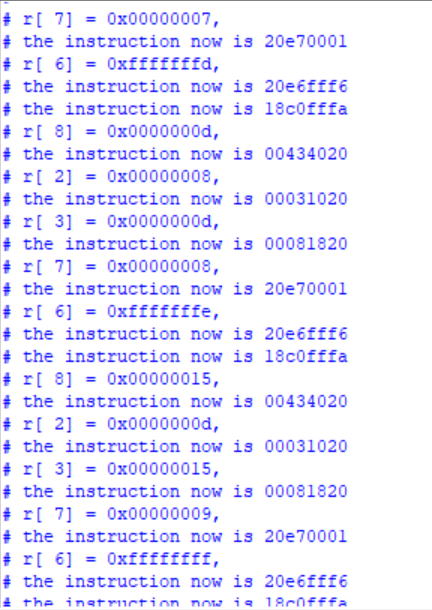 # r[ 7] = 0x00000007,
# the instruction now is 20e70001
# r[ 6] = 0xfffffffd,
# the instruction now is 20e6fff6
# the instruction now is 18c0fffa
# r[ 8] = 0x0000000d,
# the instruction now is 00434020
# r[ 2] = 0x00000008,
# the instruction now is 00031020
# r[ 3] = 0x0000000d,
# the instruction now is 00081820
# r[ 7] = 0x00000008,
# the instruction now is 20e70001
# r[ 6] = 0xfffffffe,
# the instruction now is 20e6fff6
# the instruction now is 18c0fffa
# r[ 8] = 0x00000015,
# the instruction now is 00434020
# r[ 2] = 0x0000000d,
# the instruction now is 00031020
# r[ 3] = 0x00000015,
# the instruction now is 00081820
# r[ 7] = 0x00000009,
# the instruction now is 20e70001
# r[ 6] = 0xffffffff,
# the instruction now is 20e6fff6
# the instruction now is 18c0fffa